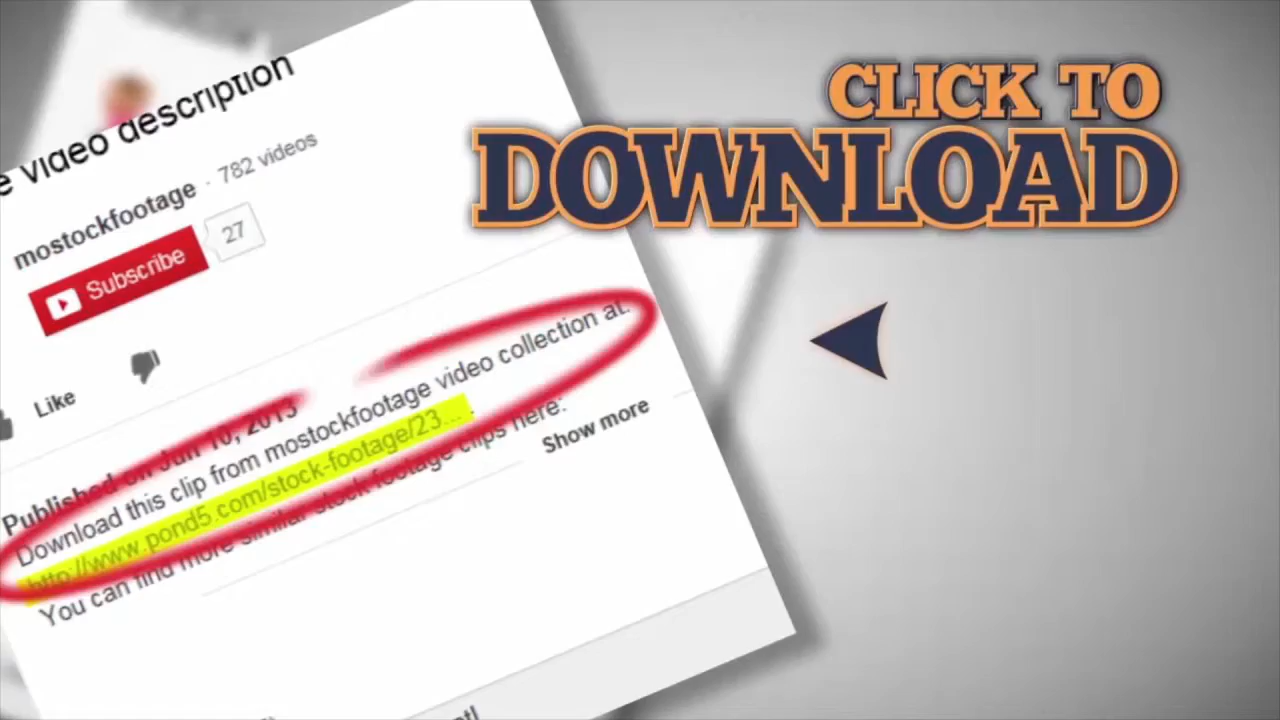 CLICK TO
DOWNLOAD
video description
mostockfootage · 782 videos
Subscribe 27
Like
Published on Jun 10, 2013
Download this clip from mostockfootage video collection at:
http://www.pond5.com/stock-footage/23... .
You can find more similar stock footage clips here:
Show more